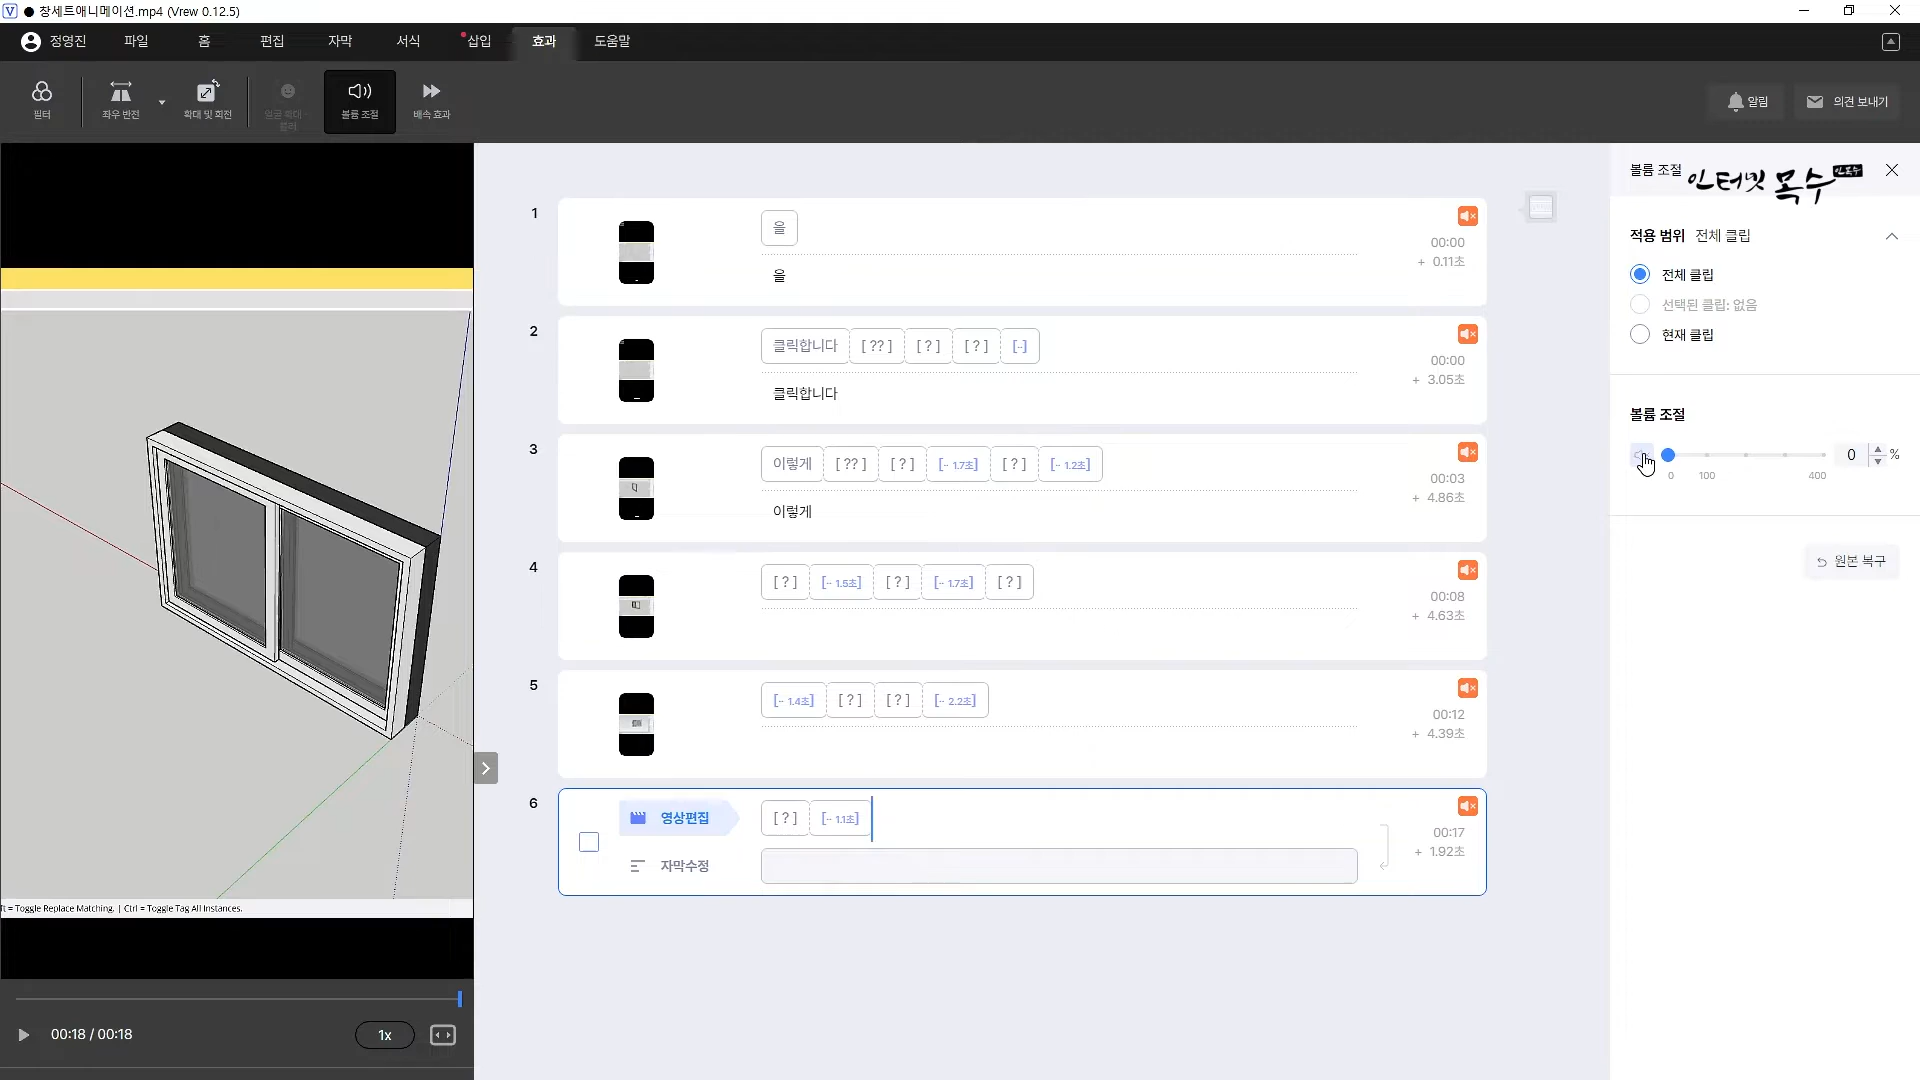 창세트애니메이션.mp4 (Vrew 0.12.5)
정영진 파일 홈 편집 자막 서식 삽입 효과 도움말
필터 좌우 반전 확대 및 회전 얼굴 확대· 볼륨 조절 배속 효과
알림 의견 보내기
볼륨 조절 인터넷 목수
1 을 00:00
+ 0.11초
을
적용 범위 전체 클립
전체 클립
선택된 클립: 없음
현재 클립
2 클릭합니다 [ ?? ] [ ? ] [ ? ] [··] 00:00
+ 3.05초
클릭합니다
볼륨 조절
0 %
0 100 400
3 이렇게 [ ?? ] [ ? ] [·· 1.7초] [ ? ] [·· 1.2초] 00:03
+ 4.86초
이렇게
원본 복구
4 [ ? ] [·· 1.5초] [ ? ] [·· 1.7초] [ ? ] 00:08
+ 4.63초
5 [·· 1.4초] [ ? ] [ ? ] [·· 2.2초] 00:12
+ 4.39초
6 영상편집 [ ? ] [·· 1.1초] 00:17
+ 1.92초
자막수정
= Toggle Replace Matching. | Ctrl = Toggle Tag All Instances.
00:18 / 00:18 1x